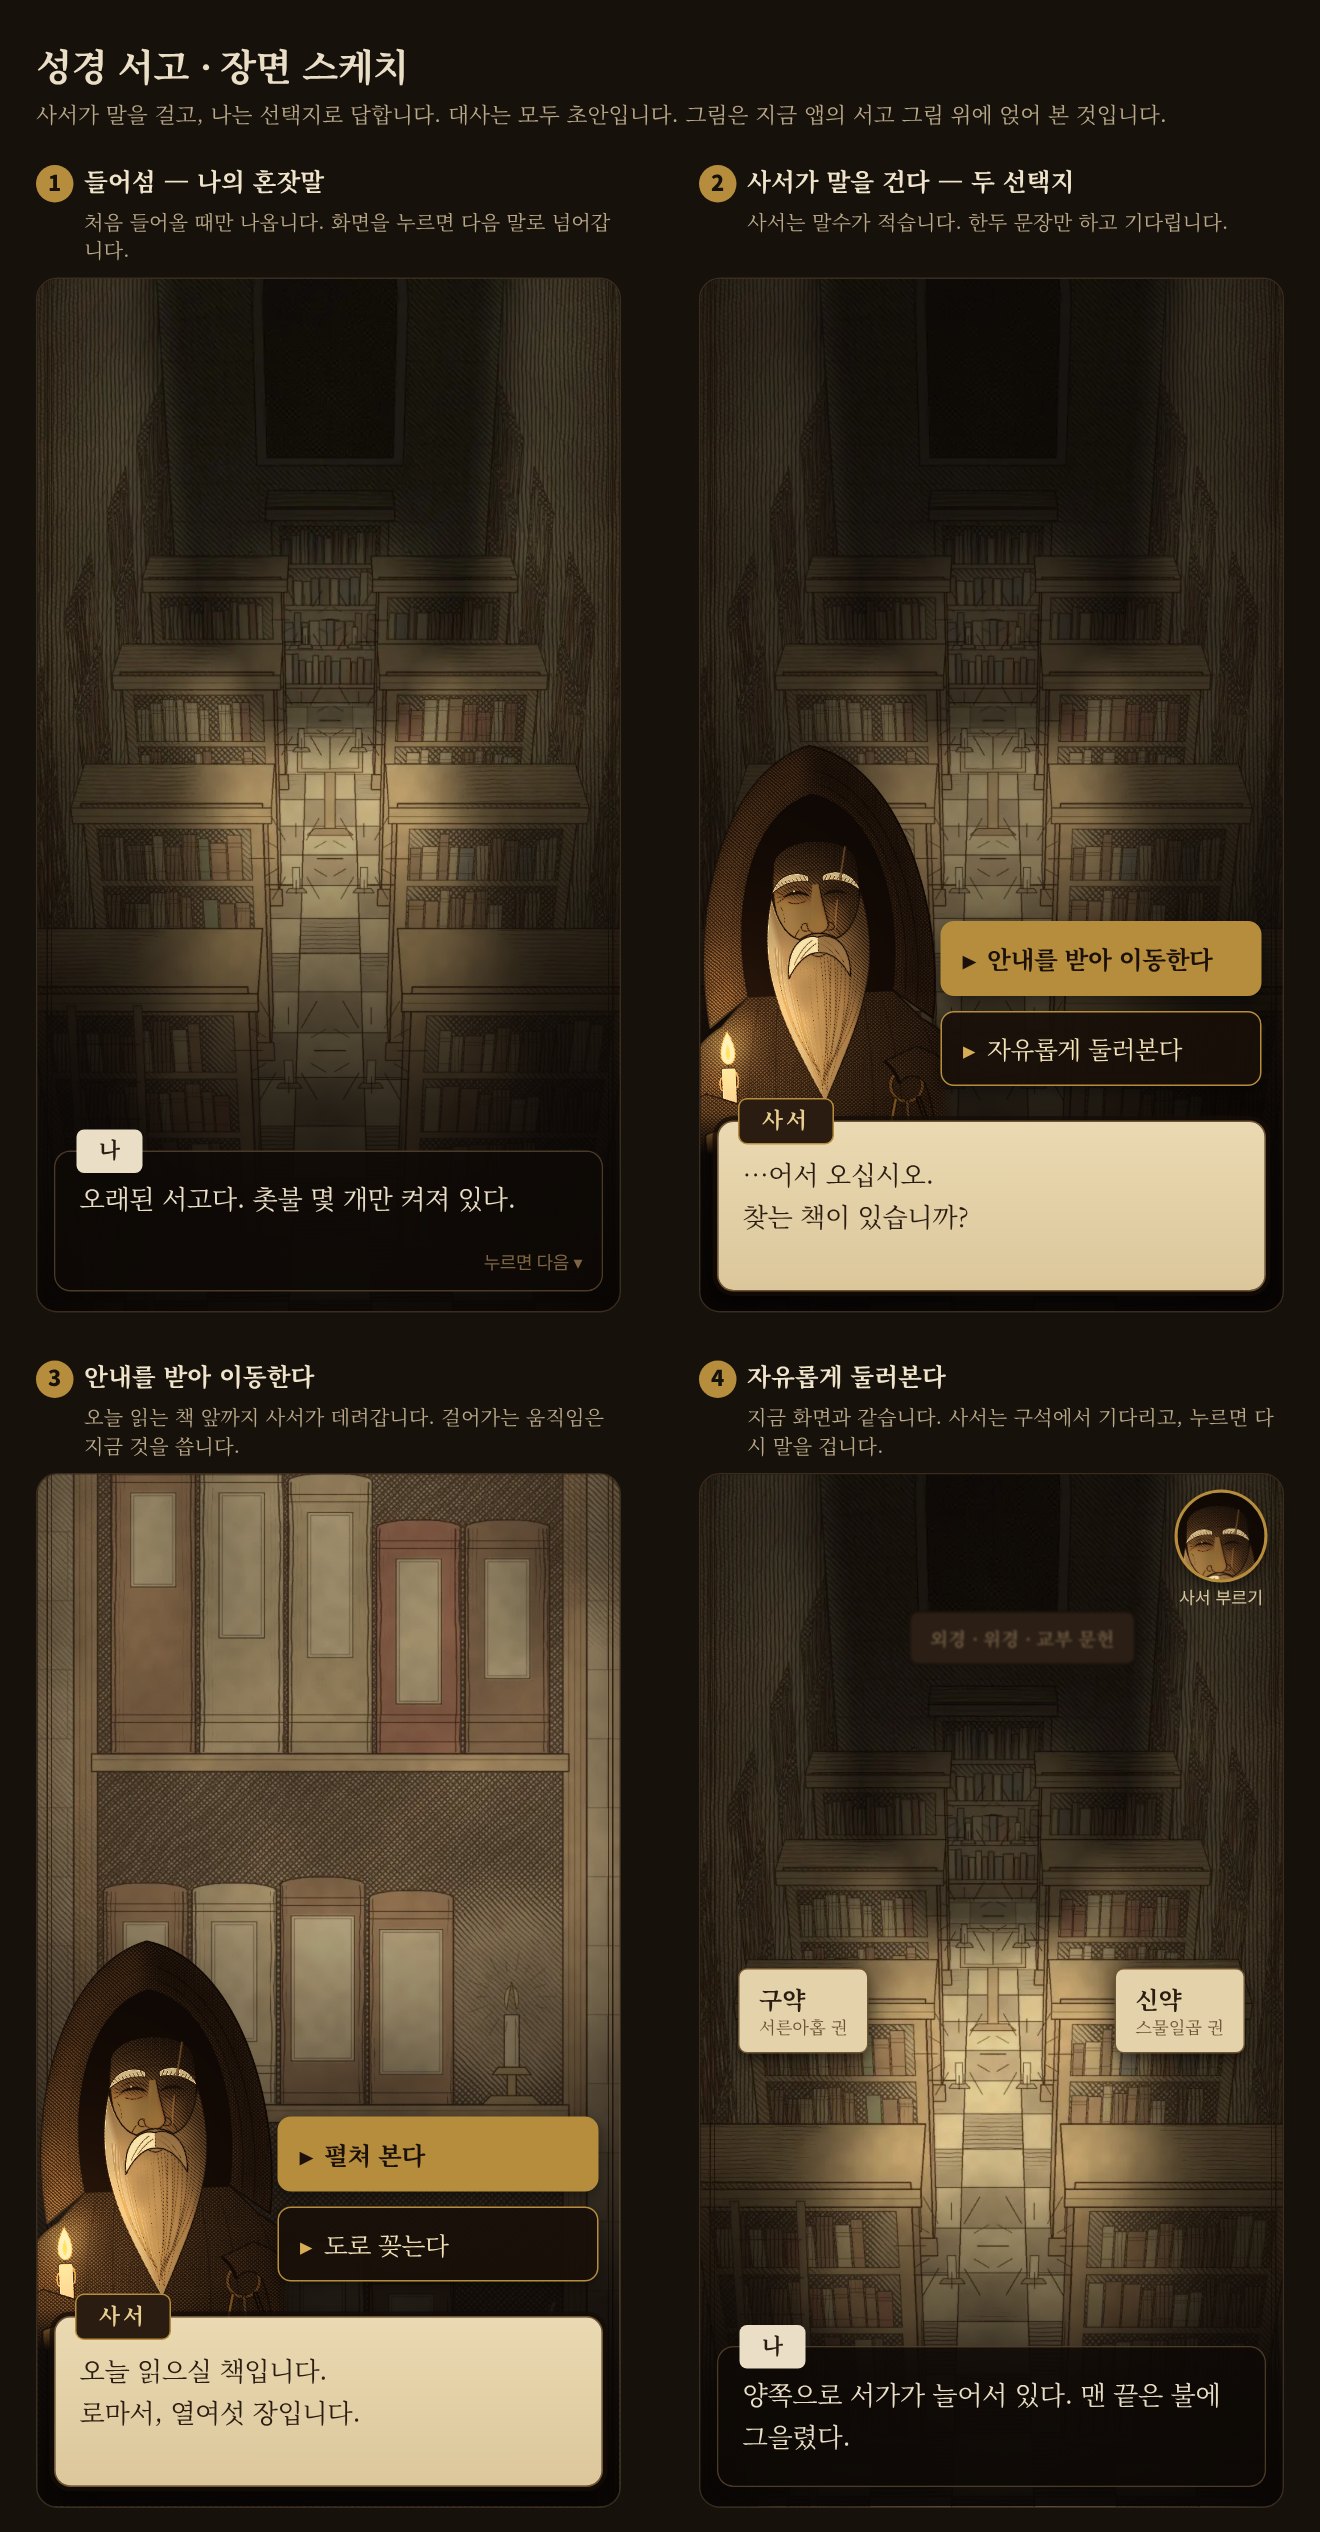 성경 서고 · 장면 스케치
사서가 말을 걸고, 나는 선택지로 답합니다. 대사는 모두 초안입니다. 그림은 지금 앱의 서고 그림 위에 얹어 본 것입니다.
1 들어섬 — 나의 혼잣말
처음 들어올 때만 나옵니다. 화면을 누르면 다음 말로 넘어갑
니다.
나
오래된 서고다. 촛불 몇 개만 켜져 있다.
누르면 다음 ▾
2 사서가 말을 건다 — 두 선택지
사서는 말수가 적습니다. 한두 문장만 하고 기다립니다.
▸ 안내를 받아 이동한다
▸ 자유롭게 둘러본다
사서
…어서 오십시오.
찾는 책이 있습니까?
3 안내를 받아 이동한다
오늘 읽는 책 앞까지 사서가 데려갑니다. 걸어가는 움직임은
지금 것을 씁니다.
▸ 펼쳐 본다
▸ 도로 꽂는다
사서
오늘 읽으실 책입니다.
로마서, 열여섯 장입니다.
4 자유롭게 둘러본다
지금 화면과 같습니다. 사서는 구석에서 기다리고, 누르면 다
시 말을 겁니다.
사서 부르기
외경 · 위경 · 교부 문헌
구약
서른아홉 권
신약
스물일곱 권
나
양쪽으로 서가가 늘어서 있다. 맨 끝은 불에
그을렸다.